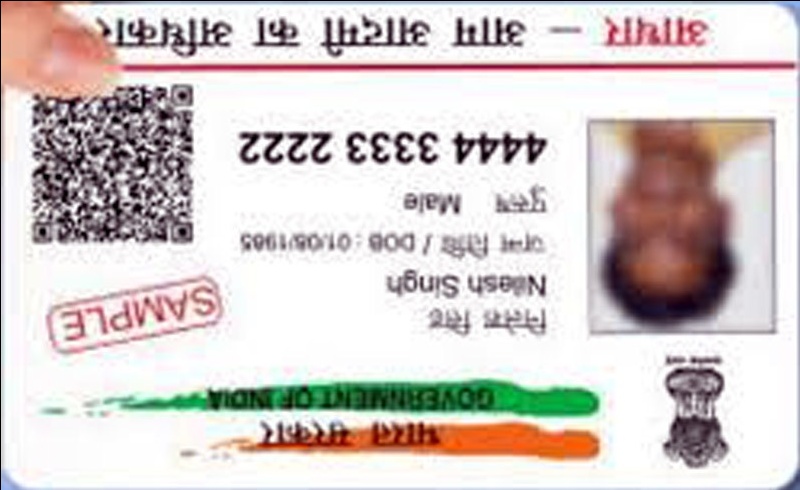 भारत सरकार
GOVERNMENT OF INDIA
निलेश सिंह
Nilesh Singh
जन्म तिथि / DOB : 01/08/1985
पुरूष Male
SAMPLE
4444 3333 2222
आधार — आम आदमी का अधिकार